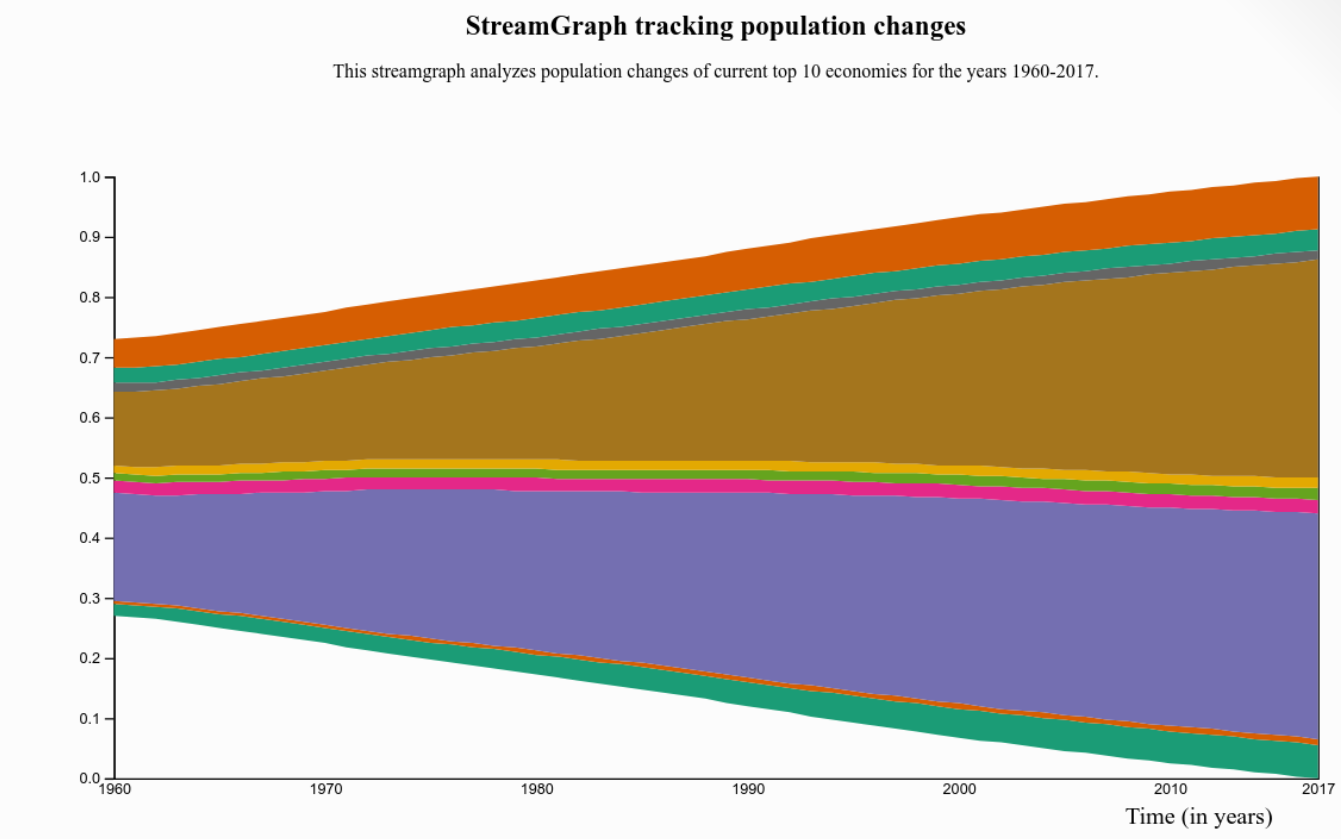 StreamGraph tracking population changes
This streamgraph analyzes population changes of current top 10 economies for the years 1960-2017.
1.0
0.9
0.8
0.7
0.6
0.5
0.4
0.3
0.2
0.1
0.0
1960 1970 1980 1990 2000 2010 2017
Time (in years)